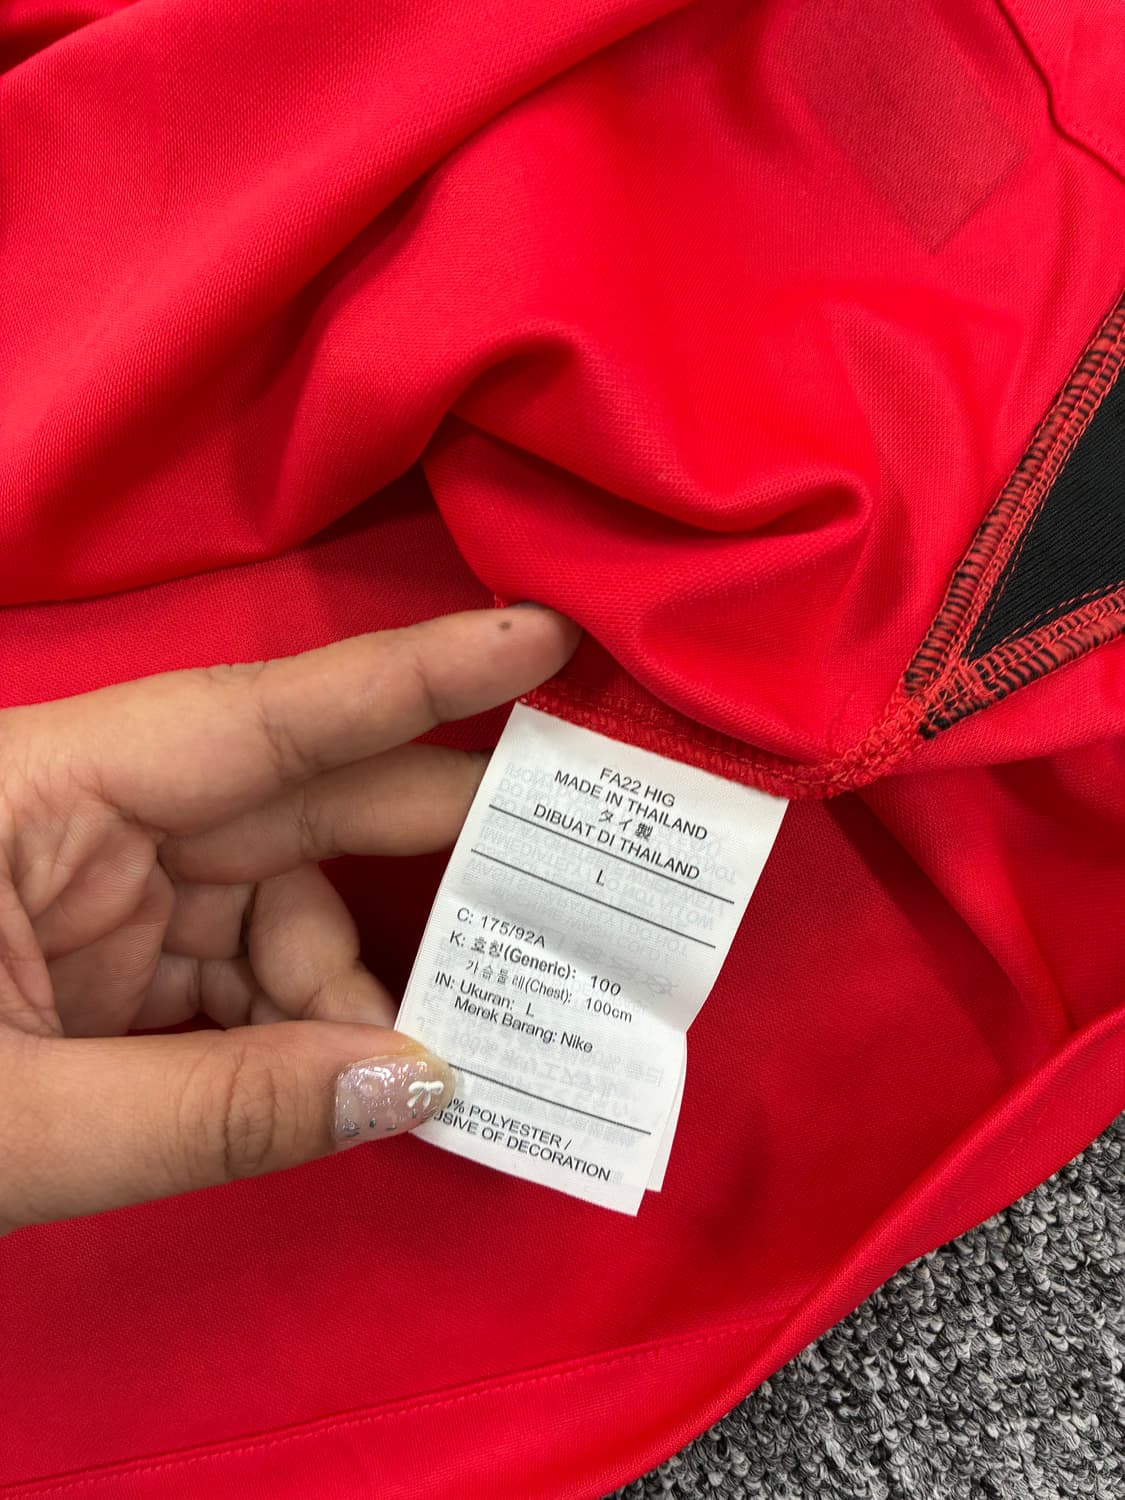 FA22 HIG
MADE IN THAILAND
タイ製
DIBUAT DI THAILAND
L
C: 175/92A
K: 호칭(Generic): 100
가슴둘레(Chest): 100cm
IN: Ukuran: L
Merek Barang: Nike
% POLYESTER /
OF DECORATION